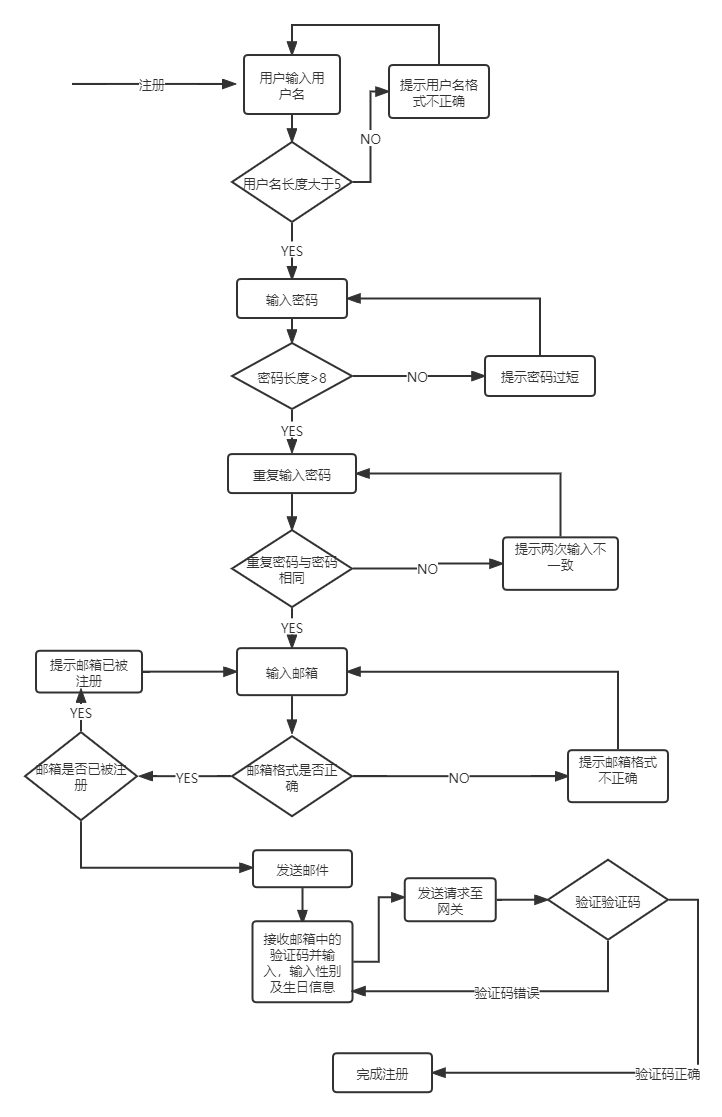 注册
用户输入用
户名
提示用户名格
式不正确
NO
用户名长度大于5
YES
输入密码
密码长度>8
NO
提示密码过短
YES
重复输入密码
提示两次输入不
一致
重复密码与密码
相同
NO
YES
提示邮箱已被
注册
输入邮箱
YES
邮箱是否已被注
册
YES
邮箱格式是否正
确
NO
提示邮箱格式
不正确
发送邮件
发送请求至
网关
验证验证码
接收邮箱中的
验证码并输
入，输入性别
及生日信息
验证码错误
完成注册
验证码正确